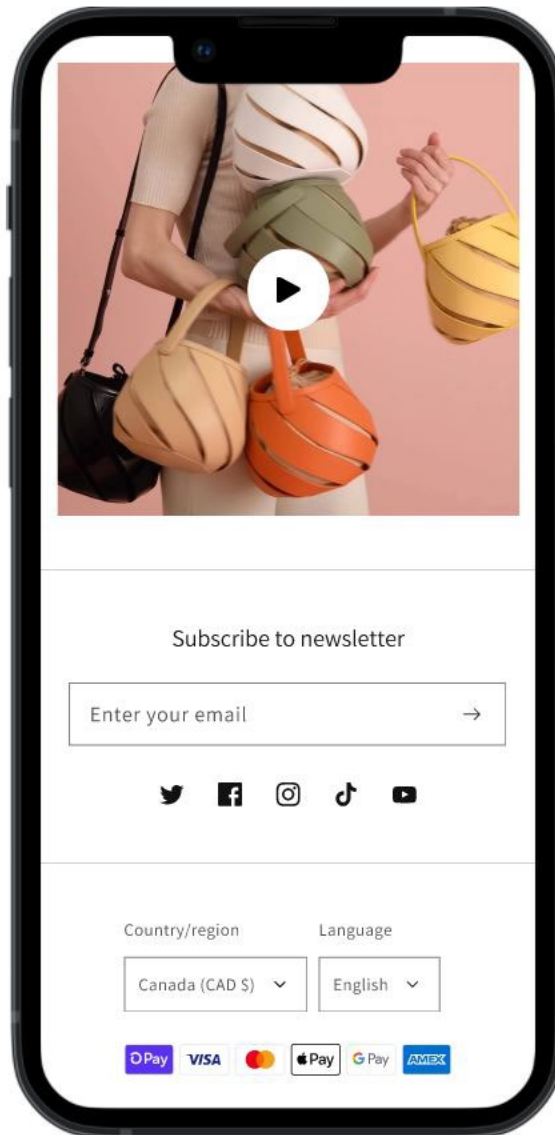 Subscribe to newsletter
Enter your email
Country/region Language
Canada (CAD $) English
Pay VISA Pay G Pay AMEX